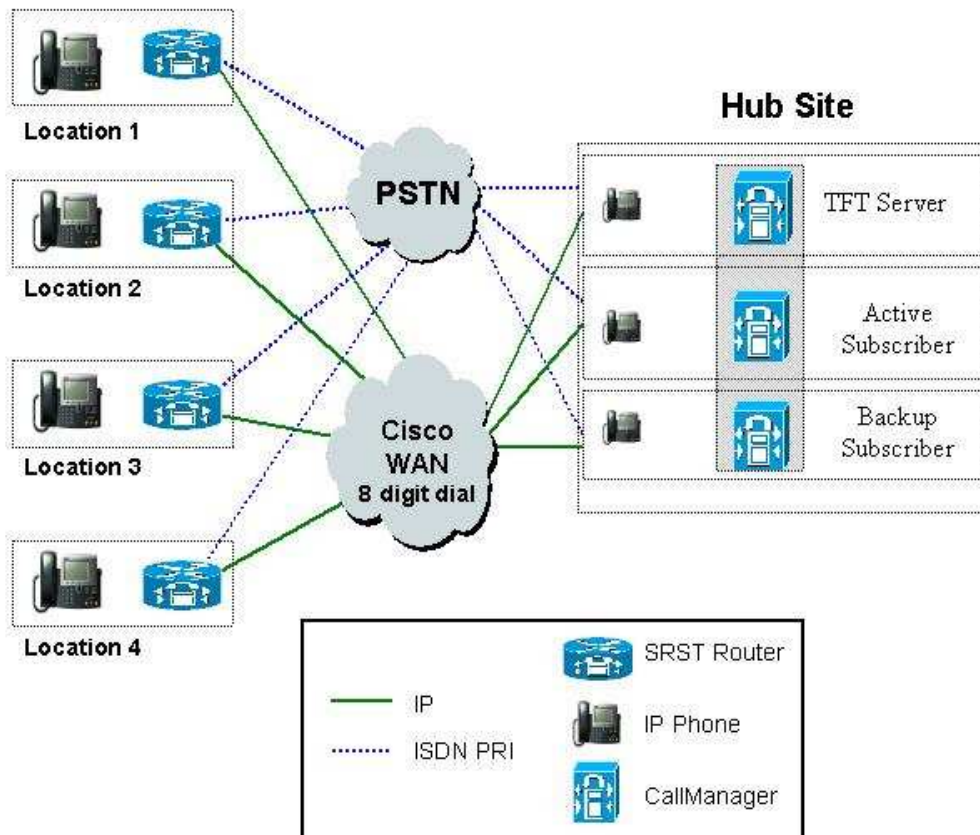 Location 1
Location 2
Location 3
Location 4
PSTN
Cisco
WAN
8 digit dial
Hub Site
TFT Server
Active
Subscriber
Backup
Subscriber
IP
ISDN PRI
SRST Router
IP Phone
CallManager